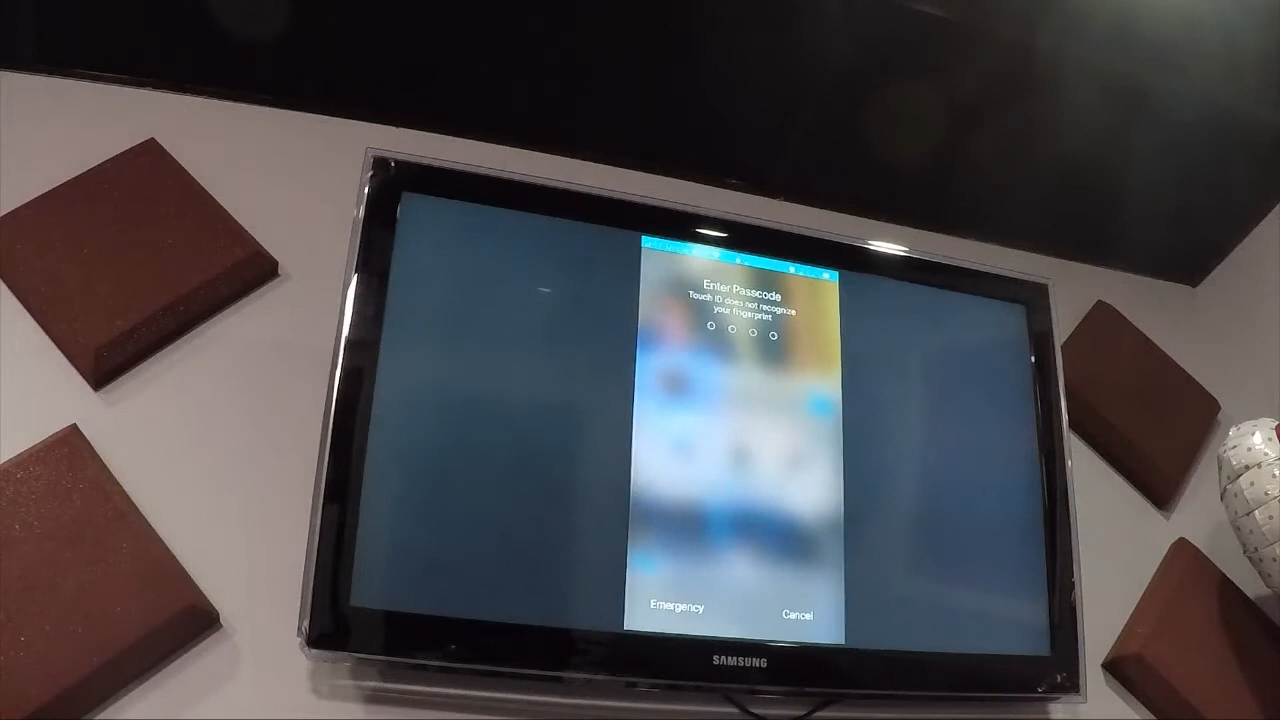 Enter Passcode
Touch ID does not recognize
your fingerprint
Emergency
Cancel
SAMSUNG